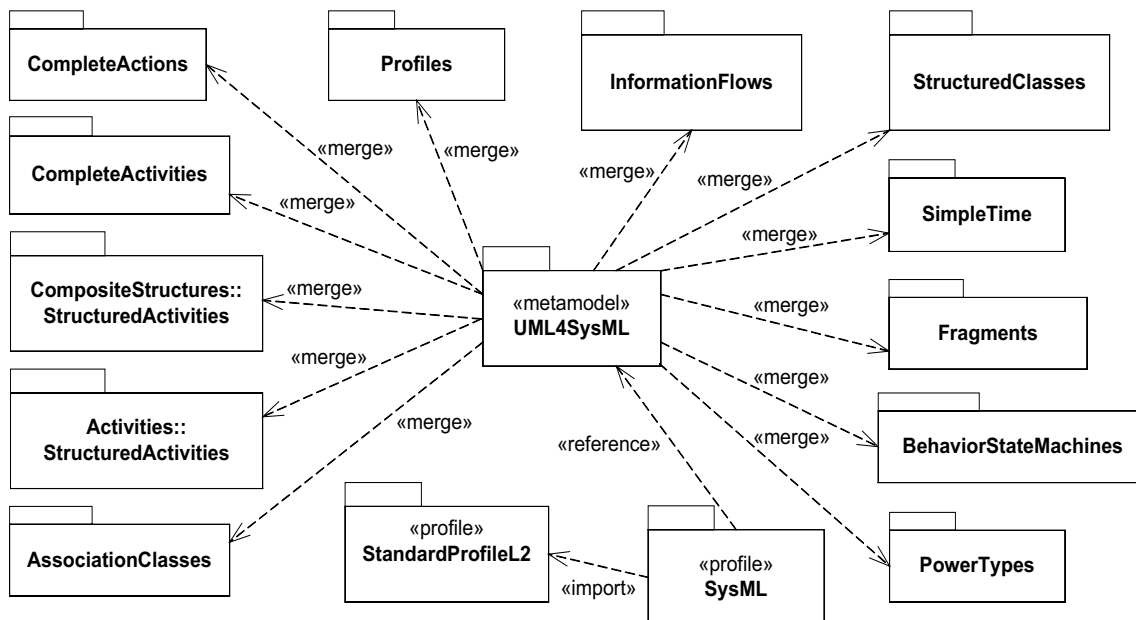 CompleteActions
Profiles
InformationFlows
StructuredClasses
«merge»
«merge»
«merge»
«merge»
CompleteActivities
«merge»
SimpleTime
«merge»
CompositeStructures::
StructuredActivities
«merge»
«metamodel»
UML4SysML
«merge»
Fragments
«merge»
«merge»
Activities::
StructuredActivities
«merge»
«merge»
«reference»
BehaviorStateMachines
AssociationClasses
«profile»
StandardProfileL2
«import»
«profile»
SysML
PowerTypes